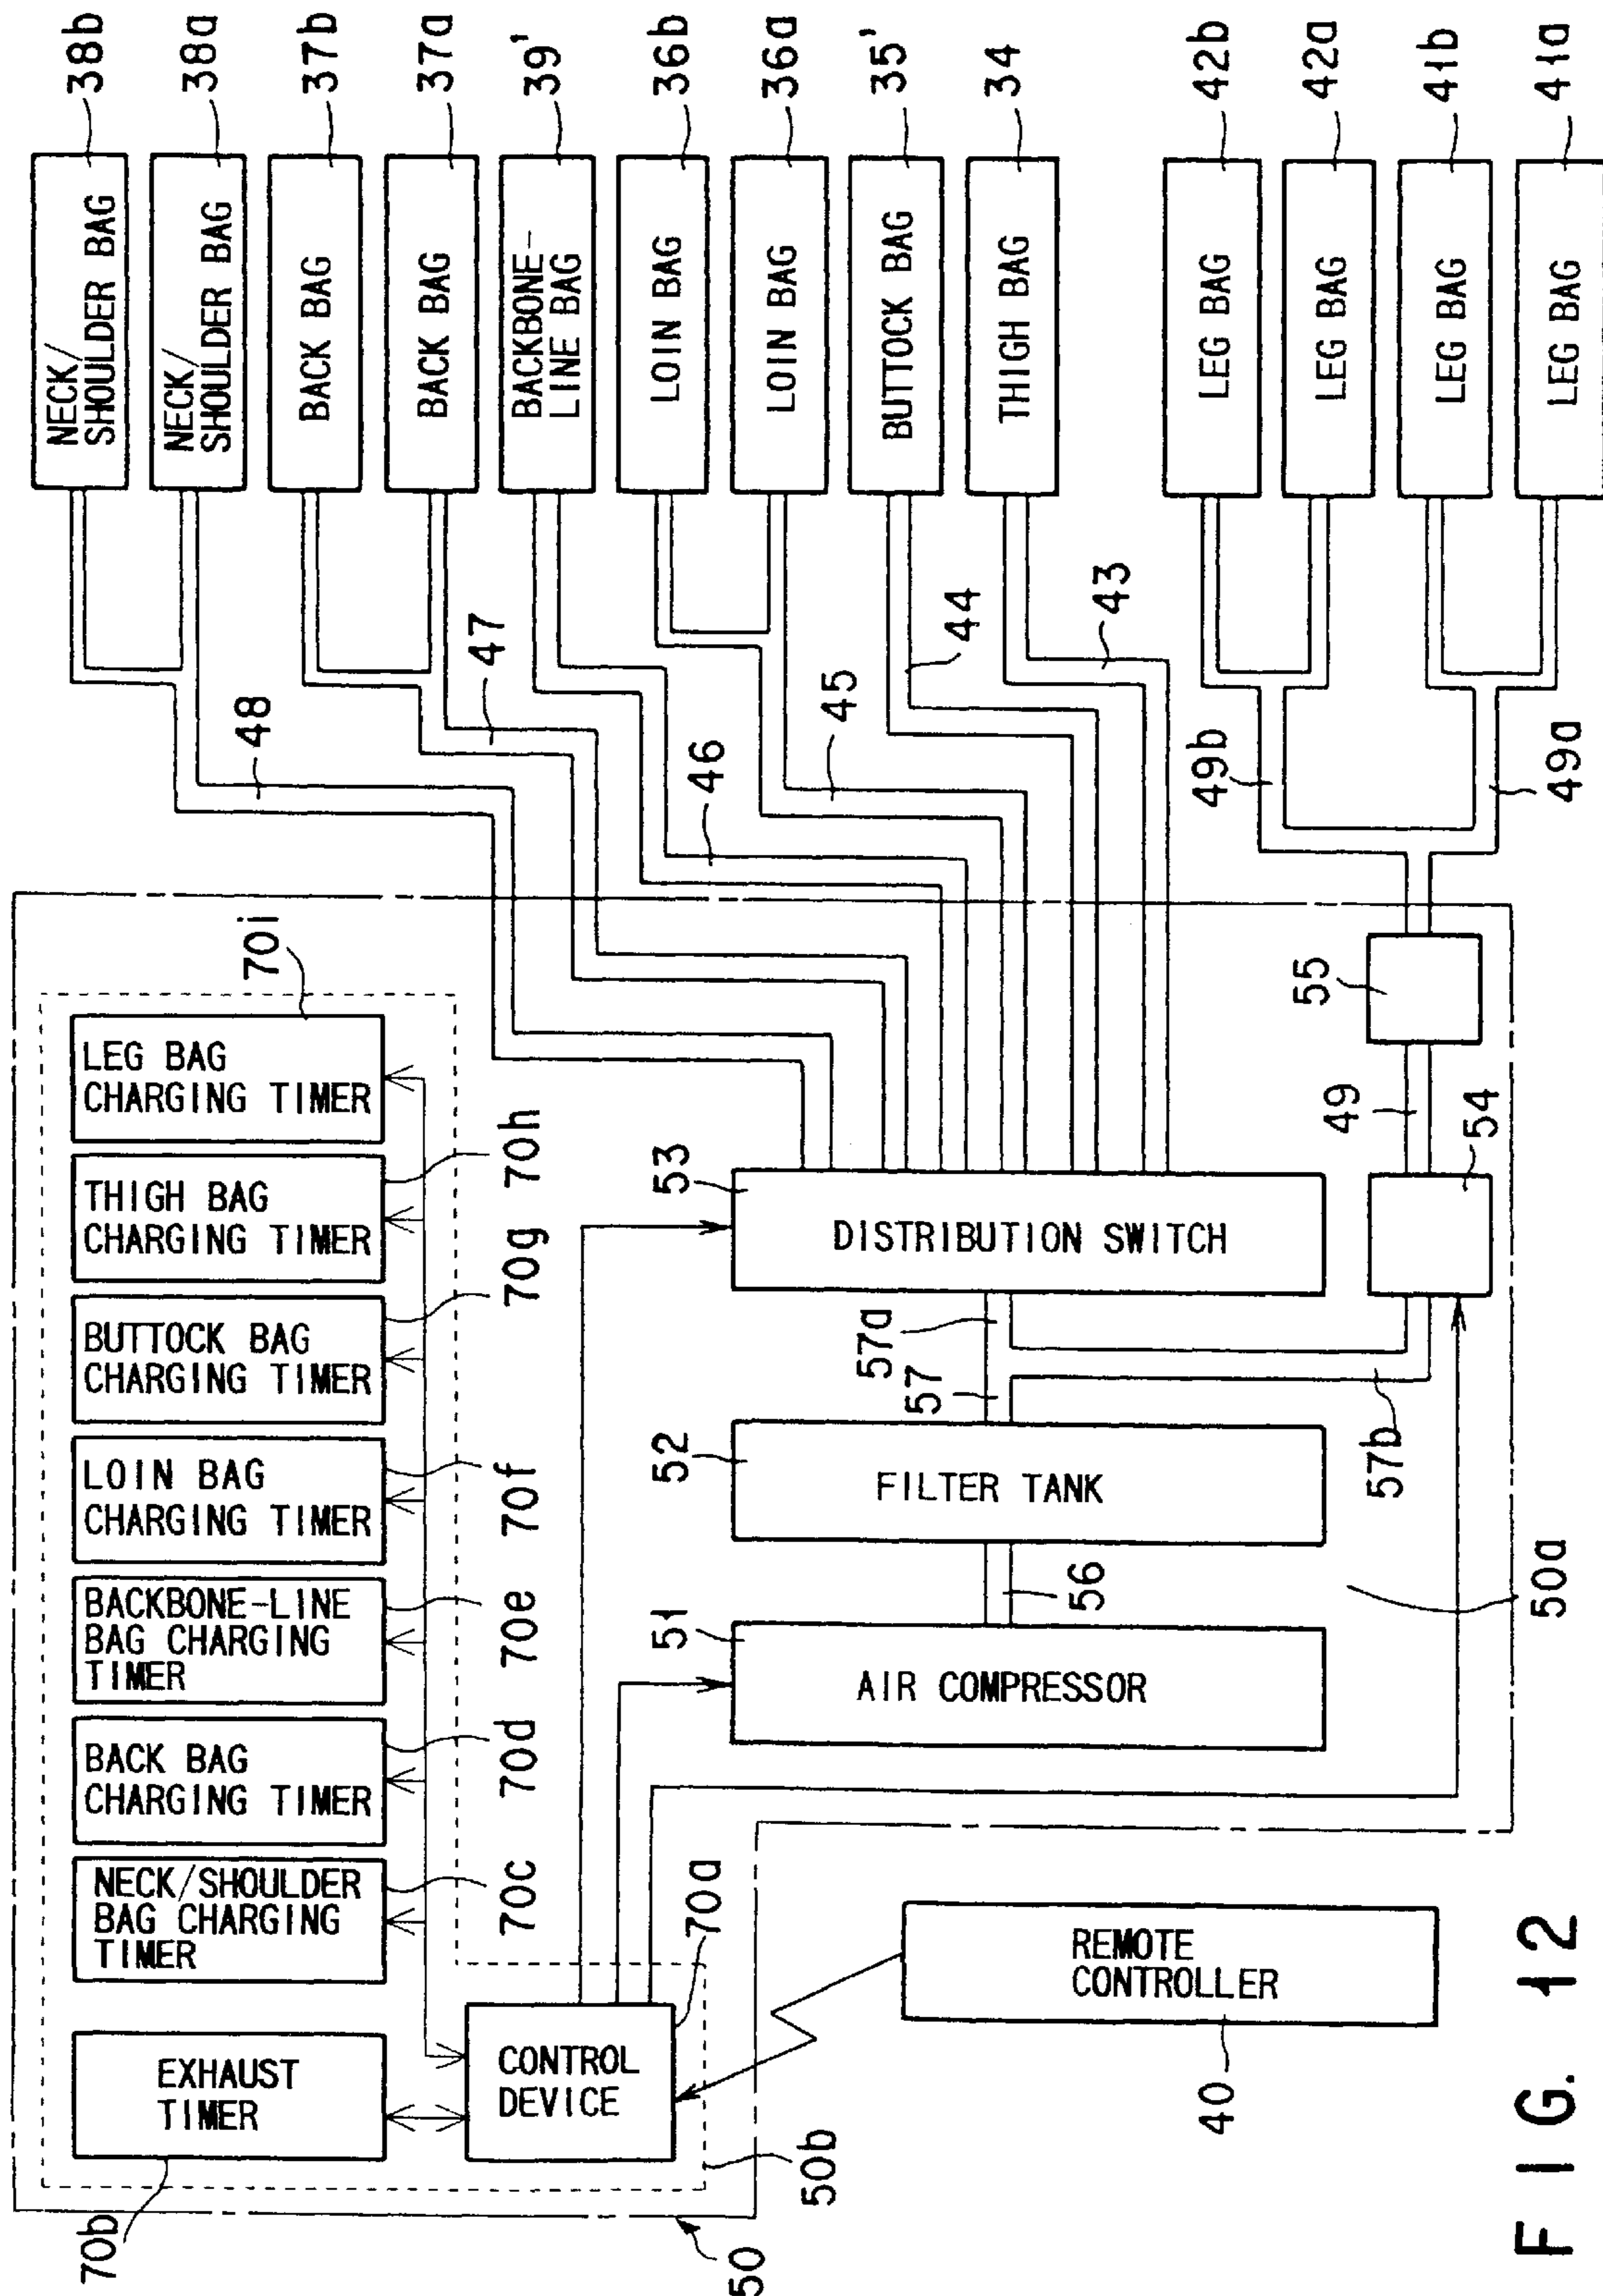 38b
38a
37b
37a
39'
36b
36a
35'
34
42b
42a
41b
41a
NECK/
SHOULDER BAG
NECK/
SHOULDER BAG
BACK BAG
BACK BAG
BACKBONE-
LINE BAG
LOIN BAG
LOIN BAG
BUTTOCK BAG
THIGH BAG
LEG BAG
LEG BAG
LEG BAG
LEG BAG
48
47
46
45
44
43
49b
49a
70i
LEG BAG
CHARGING TIMER
70h
THIGH BAG
CHARGING TIMER
70g
BUTTOCK BAG
CHARGING TIMER
70f
LOIN BAG
CHARGING TIMER
70e
BACKBONE-LINE
BAG CHARGING
TIMER
70d
BACK BAG
CHARGING TIMER
70c
NECK/SHOULDER
BAG CHARGING
TIMER
70b
EXHAUST
TIMER
70a
CONTROL
DEVICE
50b
50
53
DISTRIBUTION SWITCH
55
49
54
57a
57
57b
52
FILTER TANK
56
51
AIR COMPRESSOR
50a
REMOTE
CONTROLLER
40
FIG. 12